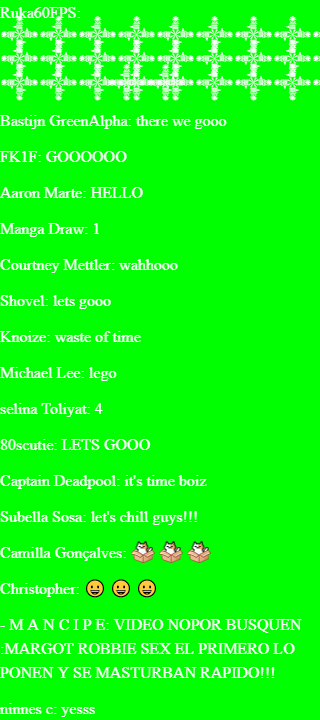 Ruka60FPS:
Bastijn GreenAlpha: there we gooo
FK1F: GOOOOOO
Aaron Marte: HELLO
Manga Draw: 1
Courtney Mettler: wahhooo
Shovel: lets gooo
Knoize: waste of time
Michael Lee: lego
selina Toliyat: 4
80scutie: LETS GOOO
Captain Deadpool: it's time boiz
Subella Sosa: let's chill guys!!!
Camilla Gonçalves:
Christopher: 😀 😀 😀
- M A N C I P E: VIDEO NOPOR BUSQUEN
:MARGOT ROBBIE SEX EL PRIMERO LO
PONEN Y SE MASTURBAN RAPIDO!!!
ninnes c: yesss